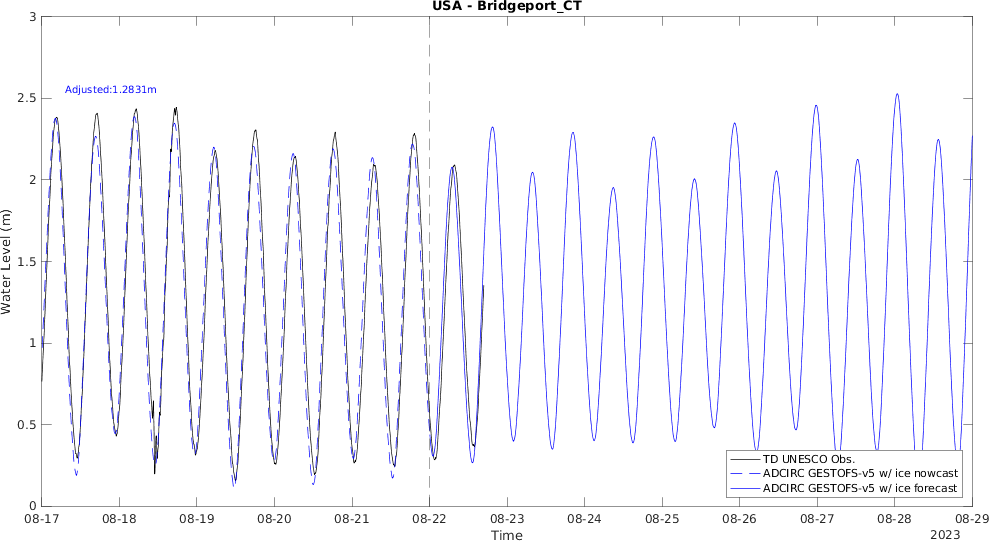 USA - Bridgeport_CT
3
Adjusted:1.2831m
2.5
2
1.5
1
0.5
0
Water Level (m)
TD UNESCO Obs.
ADCIRC GESTOFS-v5 w/ ice nowcast
ADCIRC GESTOFS-v5 w/ ice forecast
08-17 08-18 08-19 08-20 08-21 08-22 08-23 08-24 08-25 08-26 08-27 08-28 08-29
Time
2023